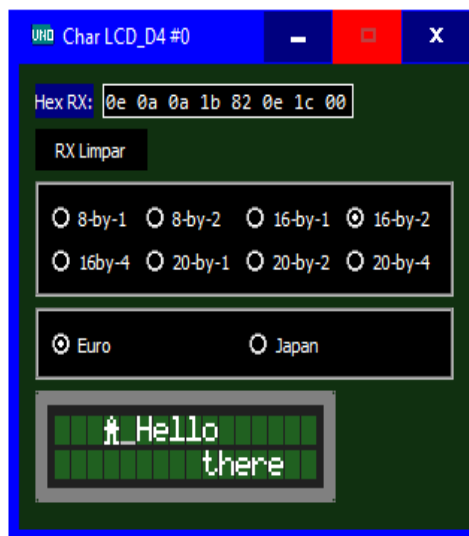 UNO Char LCD_D4 #0
Hex RX: 0e 0a 0a 1b 82 0e 1c 00
RX Limpar
8-by-1 8-by-2 16-by-1 16-by-2
16by-4 20-by-1 20-by-2 20-by-4
Euro Japan
_Hello
there